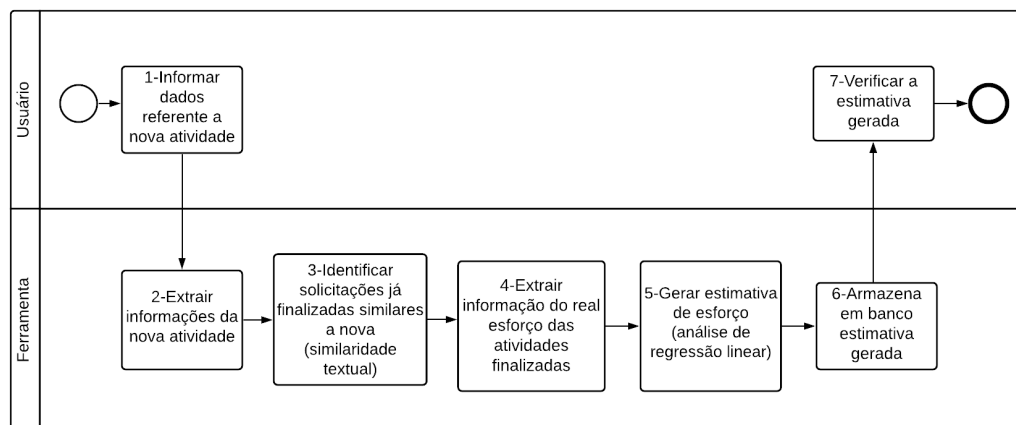 Usuário
1-Informar
dados
referente a
nova atividade
7-Verificar a
estimativa
gerada
Ferramenta
2-Extrair
informações da
nova atividade
3-Identificar
solicitações já
finalizadas similares
a nova
(similaridade
textual)
4-Extrair
informação do real
esforço das
atividades
finalizadas
5-Gerar estimativa
de esforço
(análise de
regressão linear)
6-Armazena
em banco
estimativa
gerada